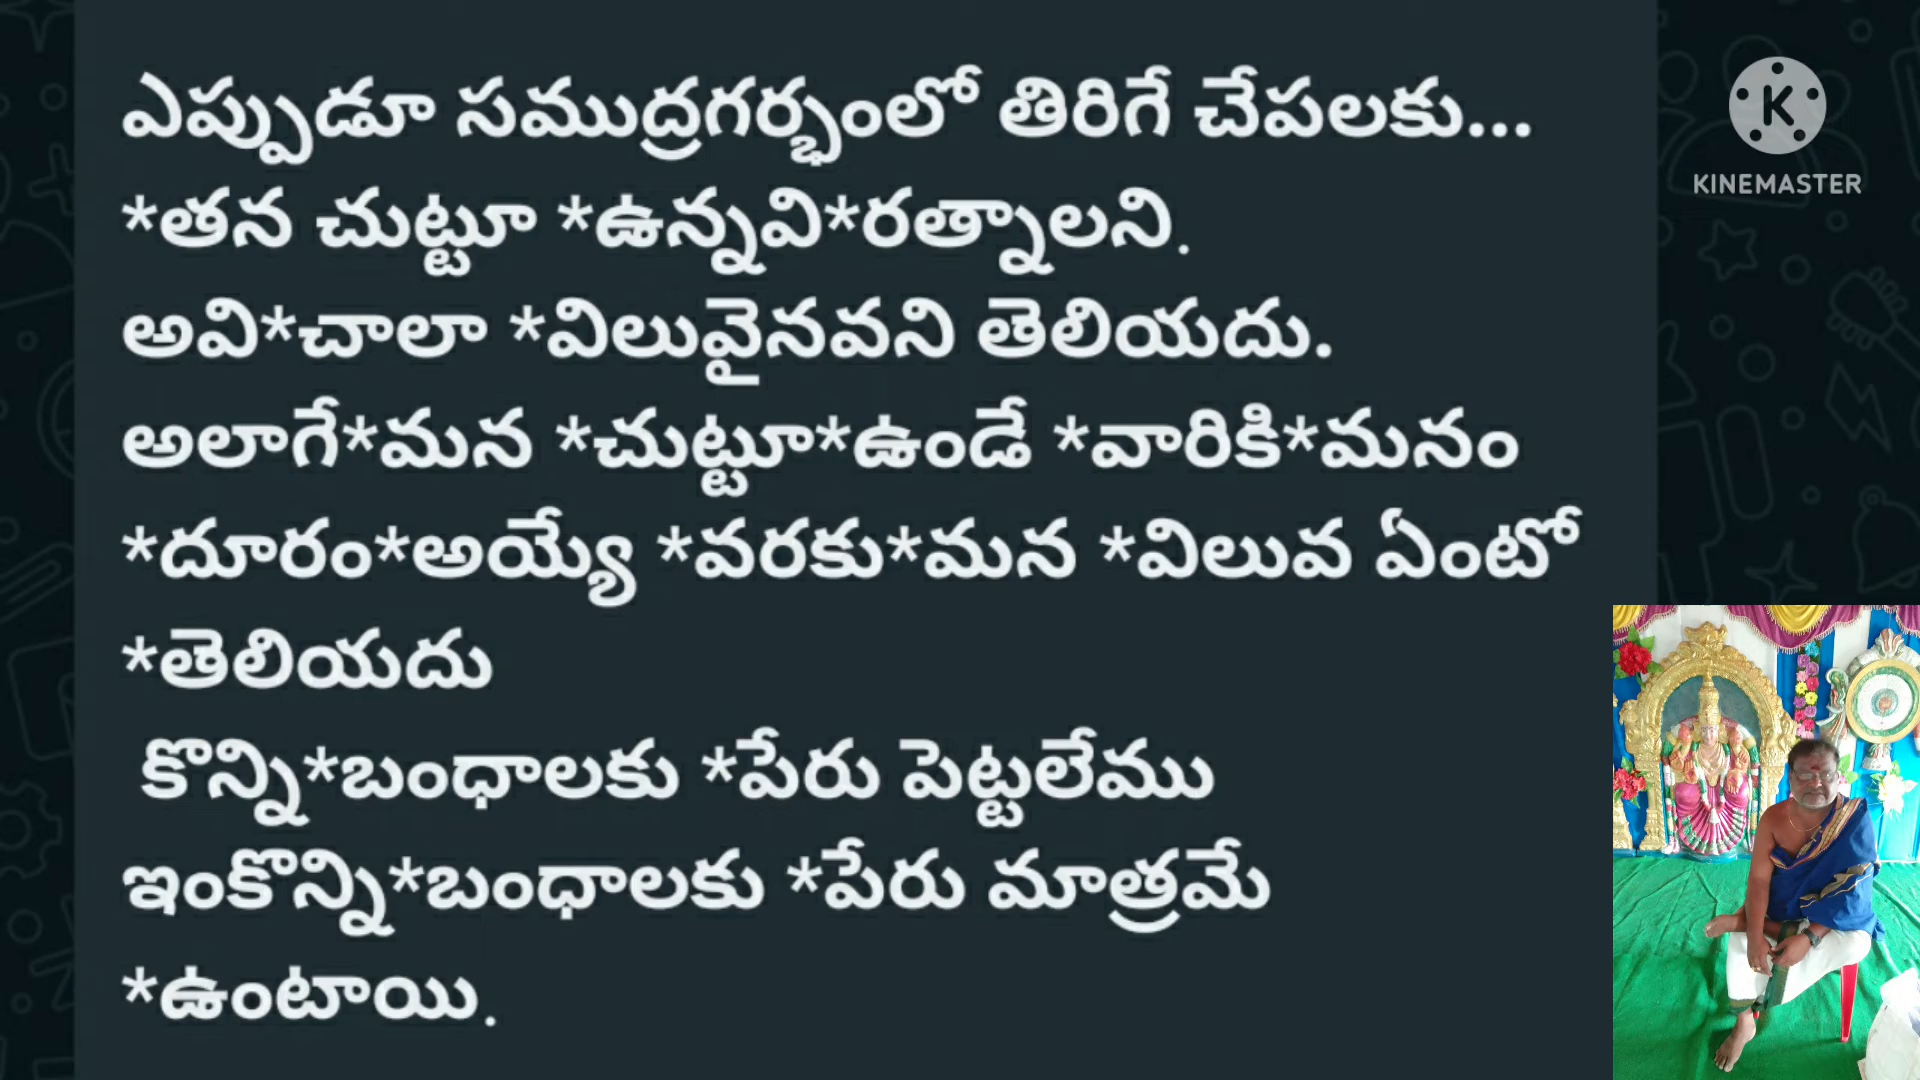 ఎప్పుడూ సముద్రగర్భంలో తిరిగే చేపలకు...
*తన చుట్టూ *ఉన్నవి*రత్నాలని.
అవి*చాలా *విలువైనవని తెలియదు.
అలాగే*మన *చుట్టూ*ఉండే *వారికి*మనం
*దూరం*అయ్యే *వరకు*మన *విలువ ఏంటో
*తెలియదు
కొన్ని*బంధాలకు *పేరు పెట్టలేము
ఇంకొన్ని*బంధాలకు *పేరు మాత్రమే
*ఉంటాయి.
K
KINEMASTER